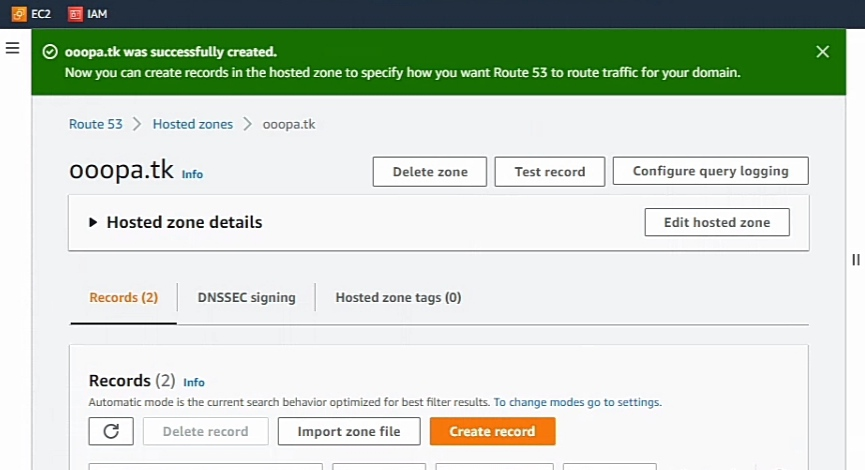 EC2 IAM
ooopa.tk was successfully created.
Now you can create records in the hosted zone to specify how you want Route 53 to route traffic for your domain.
Route 53 Hosted zones ooopa.tk
ooopa.tk Info Delete zone Test record Configure query logging
Hosted zone details Edit hosted zone
Records (2) DNSSEC signing Hosted zone tags (0)
Records (2) Info
Automatic mode is the current search behavior optimized for best filter results. To change modes go to settings.
Delete record Import zone file Create record